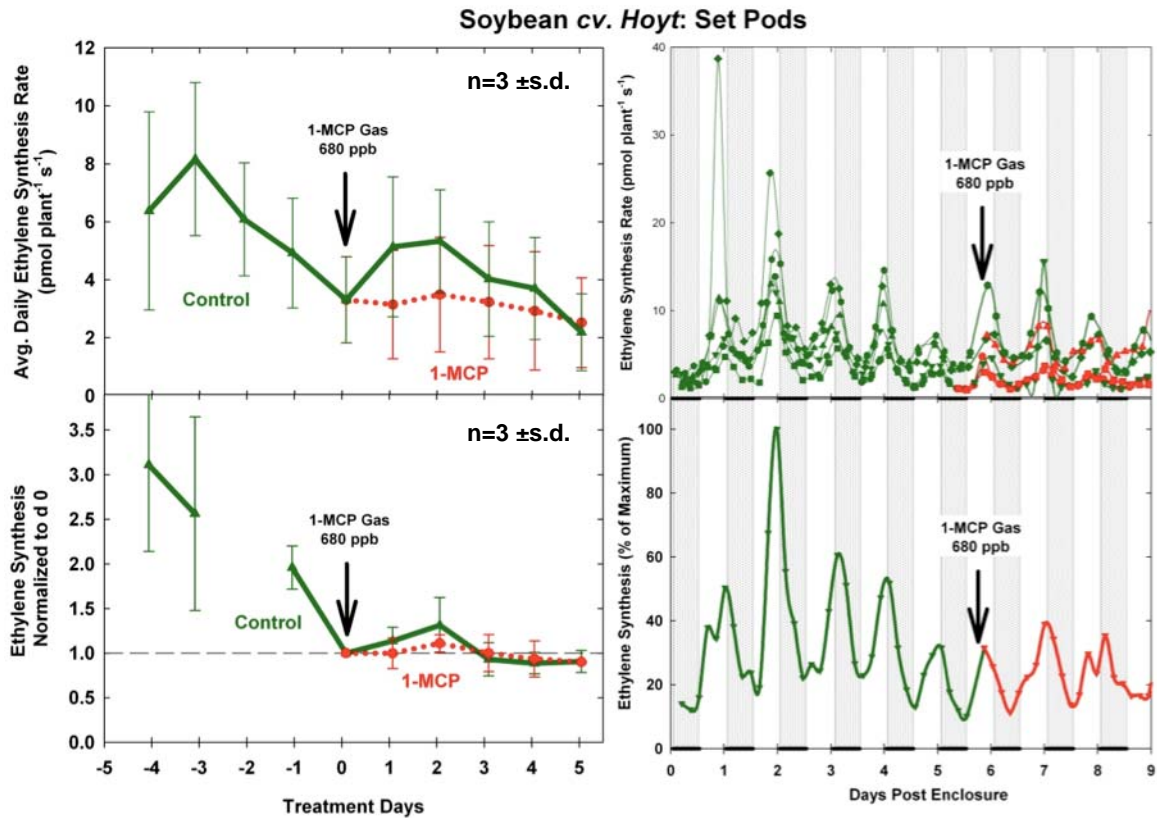 Soybean cv. Hoyt: Set Pods
Avg. Daily Ethylene Synthesis Rate
(pmol plant⁻¹ s⁻¹)
12
10
8
6
4
2
0
n=3 ±s.d.
1-MCP Gas
680 ppb
Control
1-MCP
Ethylene Synthesis Rate (pmol plant⁻¹ s⁻¹)
40
30
20
10
0
1-MCP Gas
680 ppb
Ethylene Synthesis
Normalized to d 0
3.5
3.0
2.5
2.0
1.5
1.0
0.5
0.0
n=3 ±s.d.
1-MCP Gas
680 ppb
Control
1-MCP
-5 -4 -3 -2 -1 0 1 2 3 4 5
Treatment Days
Ethylene Synthesis (% of Maximum)
100
80
60
40
20
0
1-MCP Gas
680 ppb
0 1 2 3 4 5 6 7 8 9
Days Post Enclosure